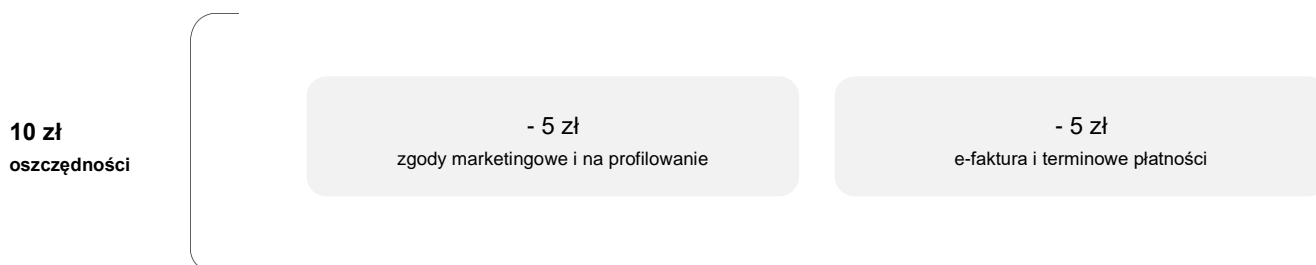 10 zł
oszczędności
- 5 zł
zgody marketingowe i na profilowanie
- 5 zł
e-faktura i terminowe płatności